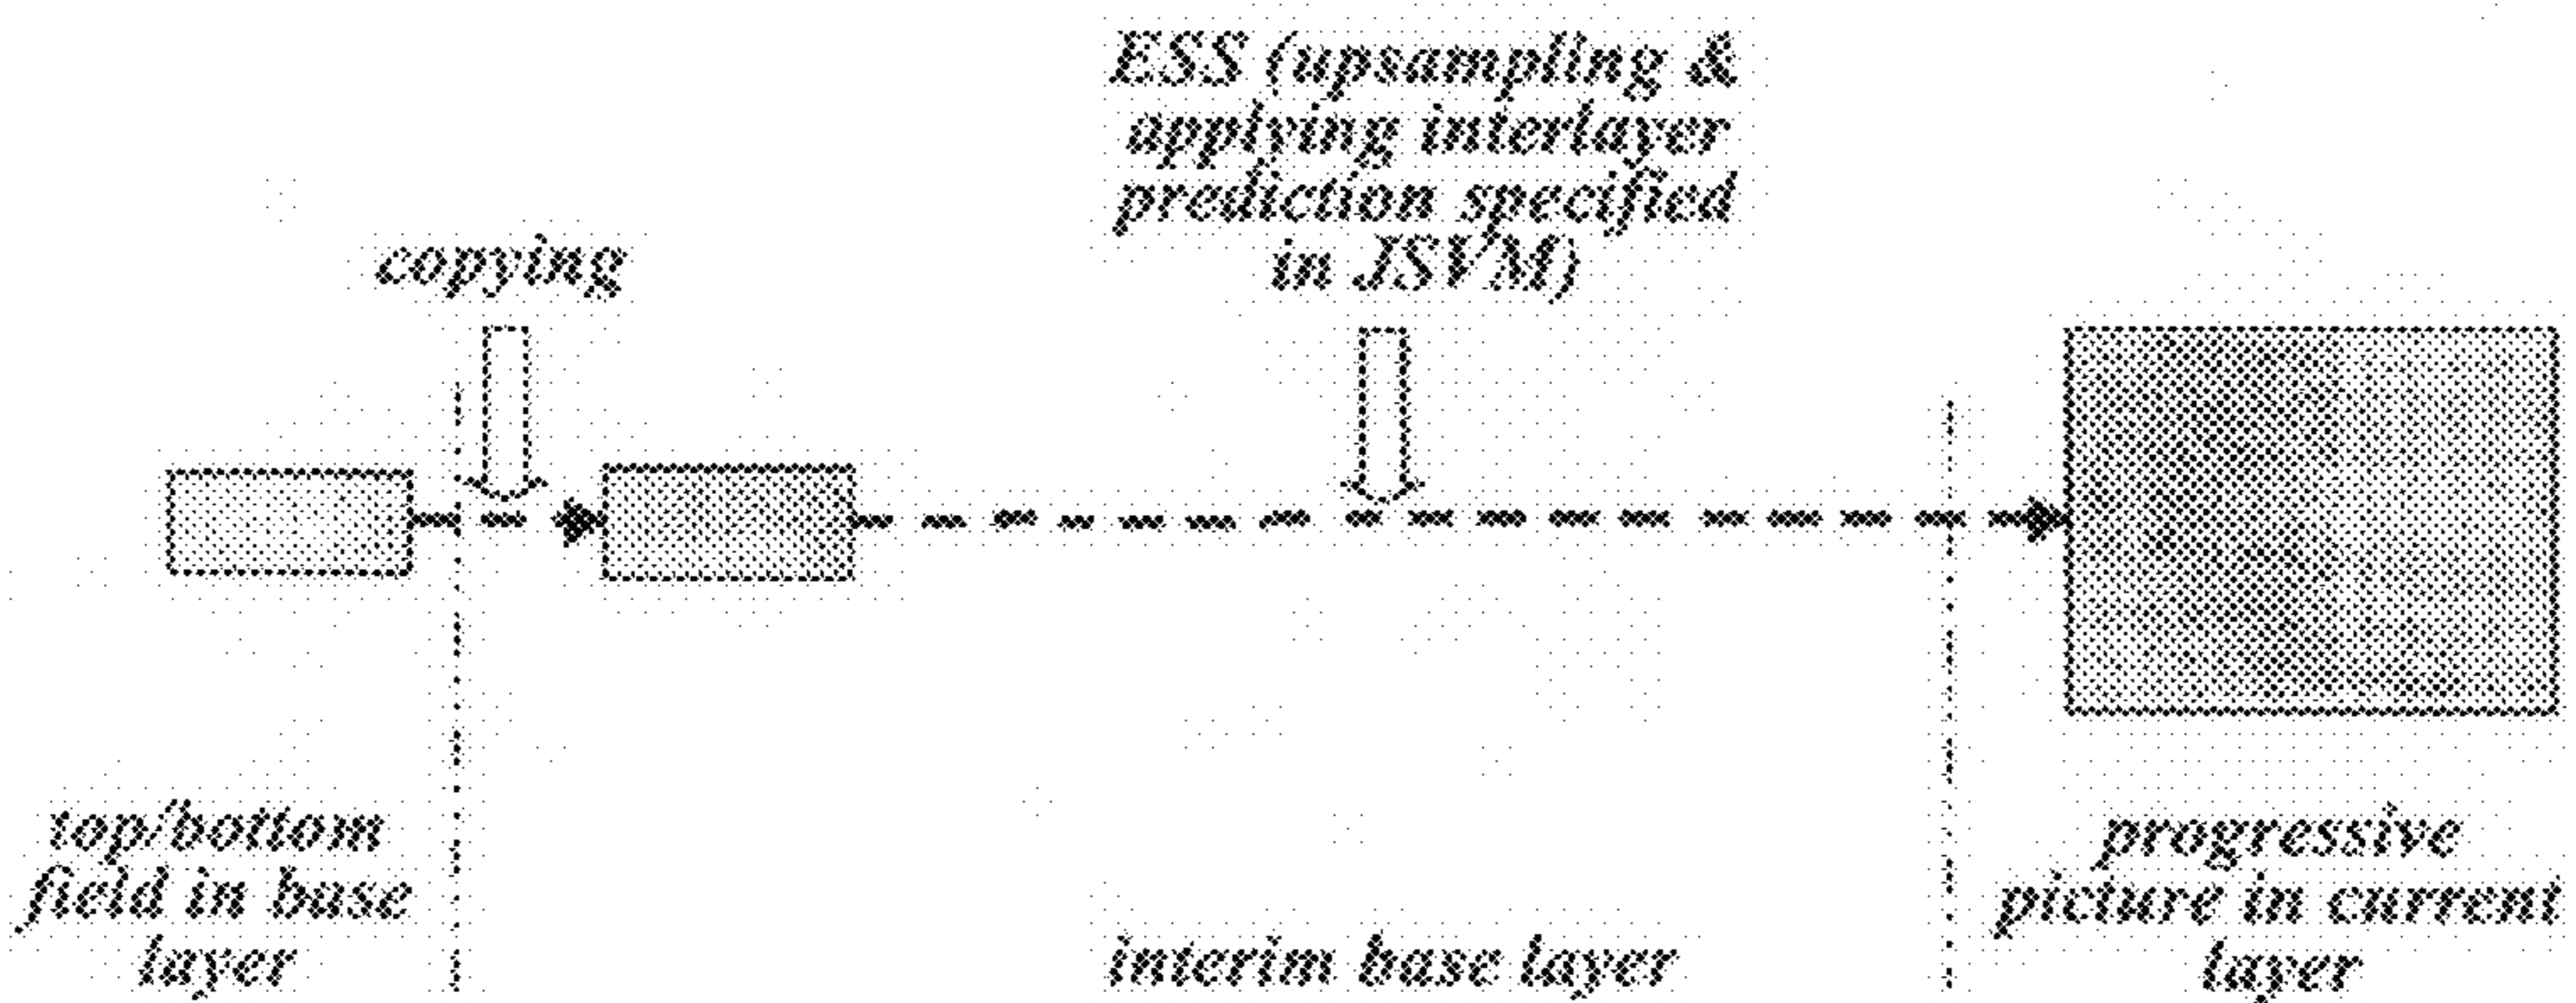 ESS (upsampling &
applying interlayer
prediction specified
in JSVM)
copying
top/bottom
field in base
layer
interim base layer
progressive
picture in current
layer